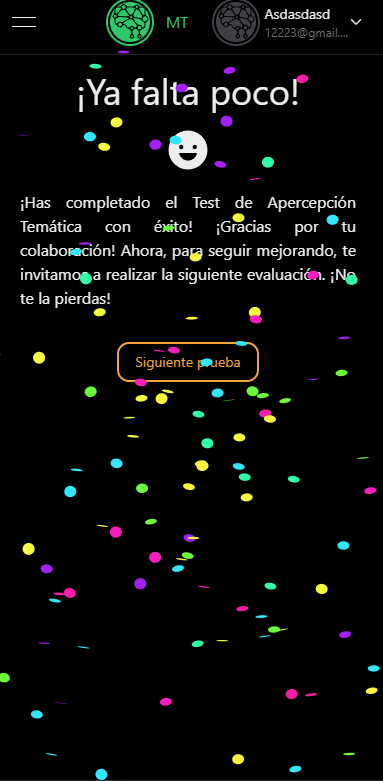 MT
Asdasdasd
12223@gmail....
¡Ya falta poco!
¡Has completado el Test de Apercepción
Temática con éxito! ¡Gracias por tu
colaboración! Ahora, para seguir mejorando, te
invitamos a realizar la siguiente evaluación. ¡No
te la pierdas!
Siguiente prueba